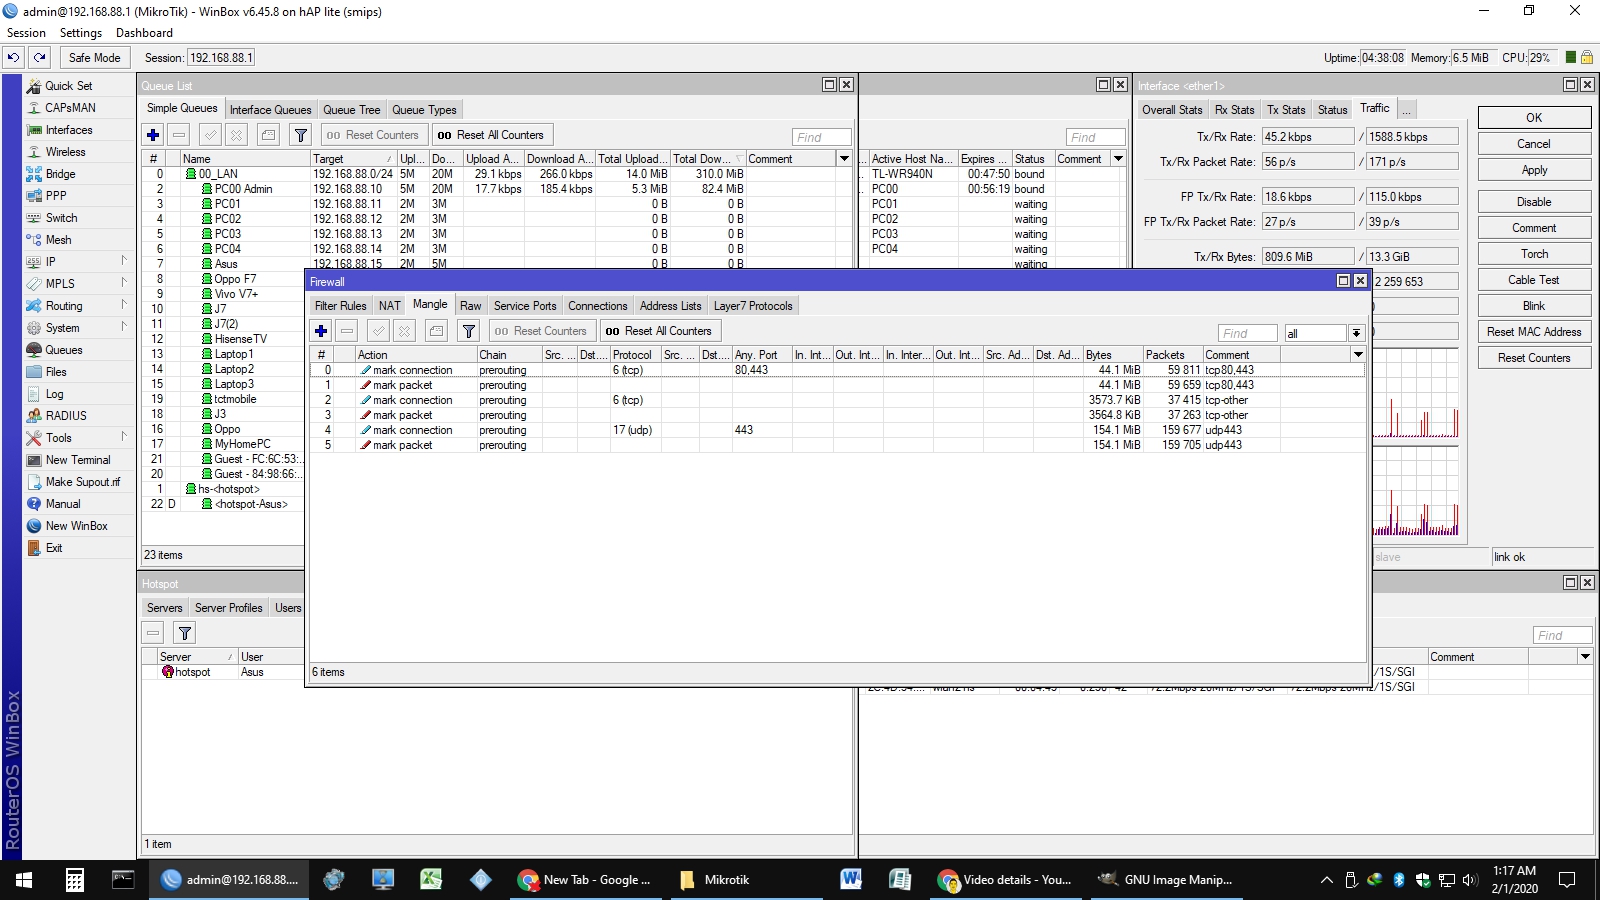 admin@192.168.88.1 (MikroTik) - WinBox v6.45.8 on hAP lite (smips)
Session Settings Dashboard
Safe Mode Session: 192.168.88.1 Uptime: 04:38:08 Memory: 6.5 MiB CPU: 29%
RouterOS WinBox
Quick Set
CAPsMAN
Interfaces
Wireless
Bridge
PPP
Switch
Mesh
IP
MPLS
Routing
System
Queues
Files
Log
RADIUS
Tools
New Terminal
Make Supout.rif
Manual
New WinBox
Exit
Queue List
Simple Queues Interface Queues Queue Tree Queue Types
00 Reset Counters 00 Reset All Counters Find
# Name Target Upl... Do... Upload A... Download A... Total Upload... Total Dow... Comment
0 00_LAN 192.168.88.0/24 5M 20M 29.1 kbps 266.0 kbps 14.0 MiB 310.0 MiB
2 PC00 Admin 192.168.88.10 5M 20M 17.7 kbps 185.4 kbps 5.3 MiB 82.4 MiB
3 PC01 192.168.88.11 2M 3M 0 B 0 B
4 PC02 192.168.88.12 2M 3M 0 B 0 B
5 PC03 192.168.88.13 2M 3M 0 B 0 B
6 PC04 192.168.88.14 2M 3M 0 B 0 B
7 Asus 192.168.88.15 2M 5M 0 B 0 B
8 Oppo F7
9 Vivo V7+
10 J7
11 J7(2)
12 HisenseTV
13 Laptop1
14 Laptop2
15 Laptop3
19 tctmobile
18 J3
16 Oppo
17 MyHomePC
21 Guest - FC:6C:53:..
20 Guest - 84:98:66:...
1 hs-<hotspot>
22 D <hotspot-Asus>
23 items
Find
Active Host Na... Expires ... Status Comment
TL-WR940N 00:47:50 bound
PC00 00:56:19 bound
PC01 waiting
PC02 waiting
PC03 waiting
PC04 waiting
waiting
Interface <ether1>
Overall Stats Rx Stats Tx Stats Status Traffic ...
Tx/Rx Rate: 45.2 kbps / 1588.5 kbps
Tx/Rx Packet Rate: 56 p/s / 171 p/s
FP Tx/Rx Rate: 18.6 kbps / 115.0 kbps
FP Tx/Rx Packet Rate: 27 p/s / 39 p/s
Tx/Rx Bytes: 809.6 MiB / 13.3 GiB
2 259 653
slave link ok
OK
Cancel
Apply
Disable
Comment
Torch
Cable Test
Blink
Reset MAC Address
Reset Counters
Firewall
Filter Rules NAT Mangle Raw Service Ports Connections Address Lists Layer7 Protocols
00 Reset Counters 00 Reset All Counters Find all
# Action Chain Src. ... Dst.... Protocol Src. ... Dst.... Any. Port In. Int... Out. Int... In. Inter... Out. Int... Src. Ad... Dst. Ad... Bytes Packets Comment
0 mark connection prerouting 6 (tcp) 80,443 44.1 MiB 59 811 tcp80,443
1 mark packet prerouting 44.1 MiB 59 659 tcp80,443
2 mark connection prerouting 6 (tcp) 3573.7 KiB 37 415 tcp-other
3 mark packet prerouting 3564.8 KiB 37 263 tcp-other
4 mark connection prerouting 17 (udp) 443 154.1 MiB 159 677 udp443
5 mark packet prerouting 154.1 MiB 159 705 udp443
6 items
Hotspot
Servers Server Profiles Users
Server User
hotspot Asus
1 item
Find
Comment
/1S/SGI
/1S/SGI
admin@192.168.88.... New Tab - Google ... Mikrotik Video details - You... GNU Image Manip...
1:17 AM
2/1/2020